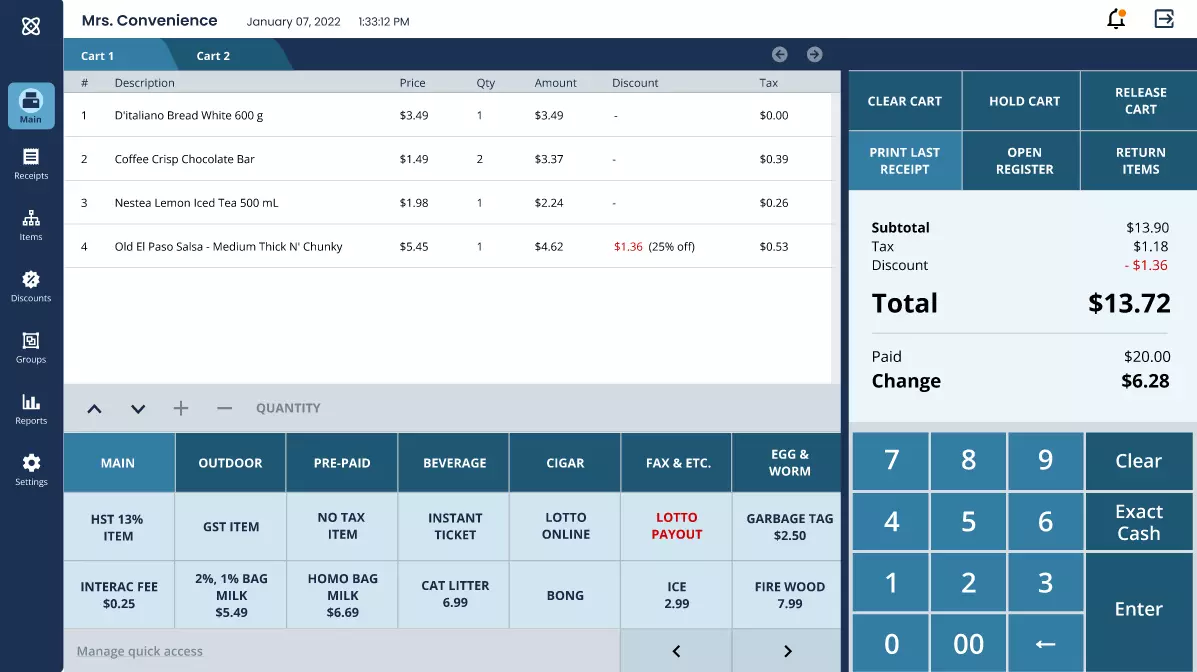 Mrs. Convenience January 07, 2022 1:33:12 PM
Cart 1 Cart 2
# Description Price Qty Amount Discount Tax
1 D'italiano Bread White 600 g $3.49 1 $3.49 - $0.00
2 Coffee Crisp Chocolate Bar $1.49 2 $3.37 - $0.39
3 Nestea Lemon Iced Tea 500 mL $1.98 1 $2.24 - $0.26
4 Old El Paso Salsa - Medium Thick N' Chunky $5.45 1 $4.62 $1.36 (25% off) $0.53
Main
Receipts
Items
Discounts
Groups
Reports
Settings
QUANTITY
MAIN OUTDOOR PRE-PAID BEVERAGE CIGAR FAX & ETC. EGG &
WORM
HST 13%
ITEM
GST ITEM
NO TAX
ITEM
INSTANT
TICKET
LOTTO
ONLINE
LOTTO
PAYOUT
GARBAGE TAG
$2.50
INTERAC FEE
$0.25
2%, 1% BAG
MILK
$5.49
HOMO BAG
MILK
$6.69
CAT LITTER
6.99
BONG
ICE
2.99
FIRE WOOD
7.99
Manage quick access
CLEAR CART
HOLD CART
RELEASE
CART
PRINT LAST
RECEIPT
OPEN
REGISTER
RETURN
ITEMS
Subtotal $13.90
Tax $1.18
Discount - $1.36
Total $13.72
Paid $20.00
Change $6.28
7 8 9 Clear
4 5 6 Exact
Cash
1 2 3 Enter
0 00 ←